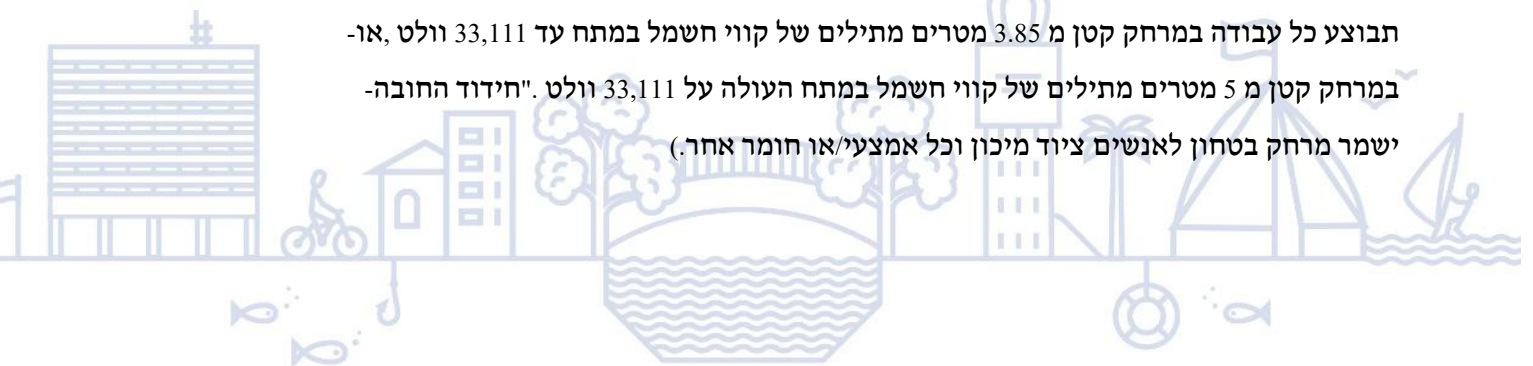 תבוצע כל עבודה במרחק קטן מ 3.85 מטרים מתילים של קווי חשמל במתח עד 33,111 וולט ,או-
במרחק קטן מ 5 מטרים מתילים של קווי חשמל במתח העולה על 33,111 וולט ."חידוד החובה-
ישמר מרחק בטחון לאנשים ציוד מיכון וכל אמצעי/או חומר אחר.)